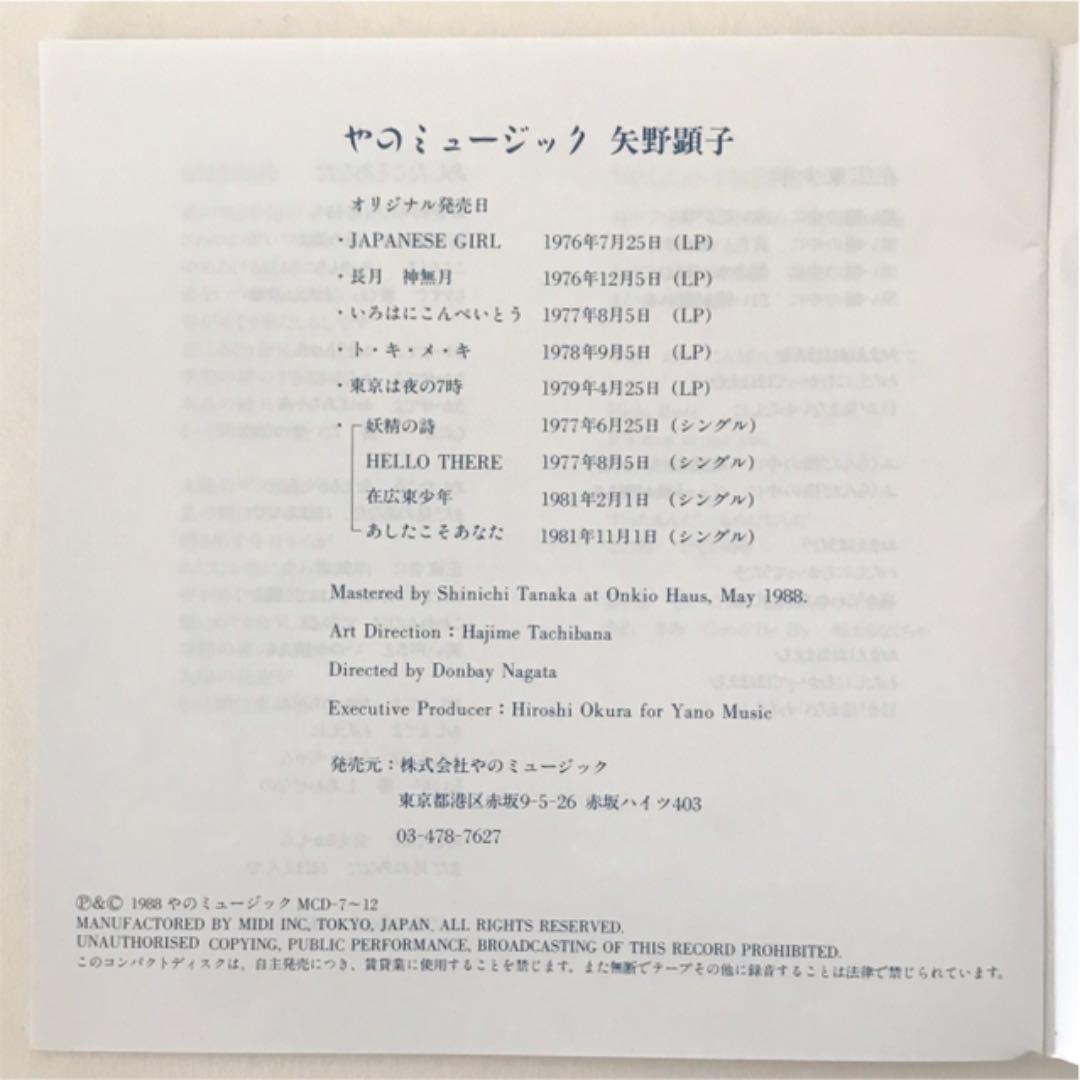 やのミュージック 矢野顕子
オリジナル発売日
・JAPANESE GIRL 1976年7月25日 (LP)
・長月 神無月 1976年12月5日 (LP)
・いろはにこんぺいとう 1977年8月5日 (LP)
・ト・キ・メ・キ 1978年9月5日 (LP)
・東京は夜の7時 1979年4月25日 (LP)
・妖精の詩 1977年6月25日 (シングル)
HELLO THERE 1977年8月5日 (シングル)
在広東少年 1981年2月1日 (シングル)
あしたこそあなた 1981年11月1日 (シングル)
Mastered by Shinichi Tanaka at Onkio Haus, May 1988.
Art Direction : Hajime Tachibana
Directed by Donbay Nagata
Executive Producer : Hiroshi Okura for Yano Music
発売元:株式会社やのミュージック
東京都港区赤坂9-5-26 赤坂ハイツ403
03-478-7627
Ⓟ&© 1988 やのミュージック MCD-7~12
MANUFACTORED BY MIDI INC, TOKYO, JAPAN. ALL RIGHTS RESERVED.
UNAUTHORISED COPYING, PUBLIC PERFORMANCE, BROADCASTING OF THIS RECORD PROHIBITED.
このコンパクトディスクは、自主発売につき、賃貸業に使用することを禁じます。また無断でテープその他に録音することは法律で禁じられています。